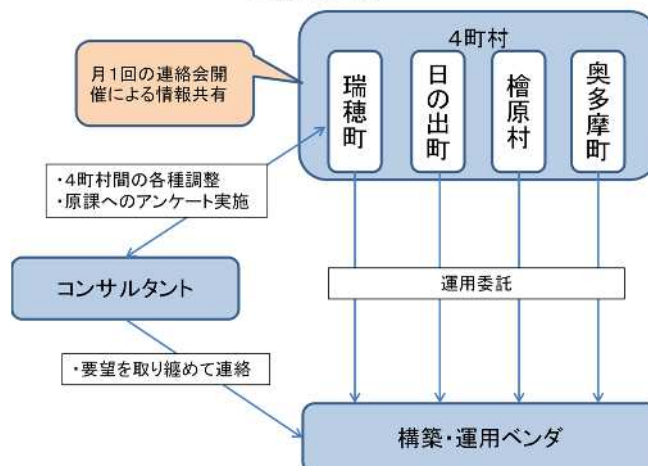 4町村
月1回の連絡会開
催による情報共有
瑞穂町
日の出町
檜原村
奥多摩町
・4町村間の各種調整
・原課へのアンケート実施
コンサルタント
運用委託
・要望を取り纏めて連絡
構築・運用ベンダ